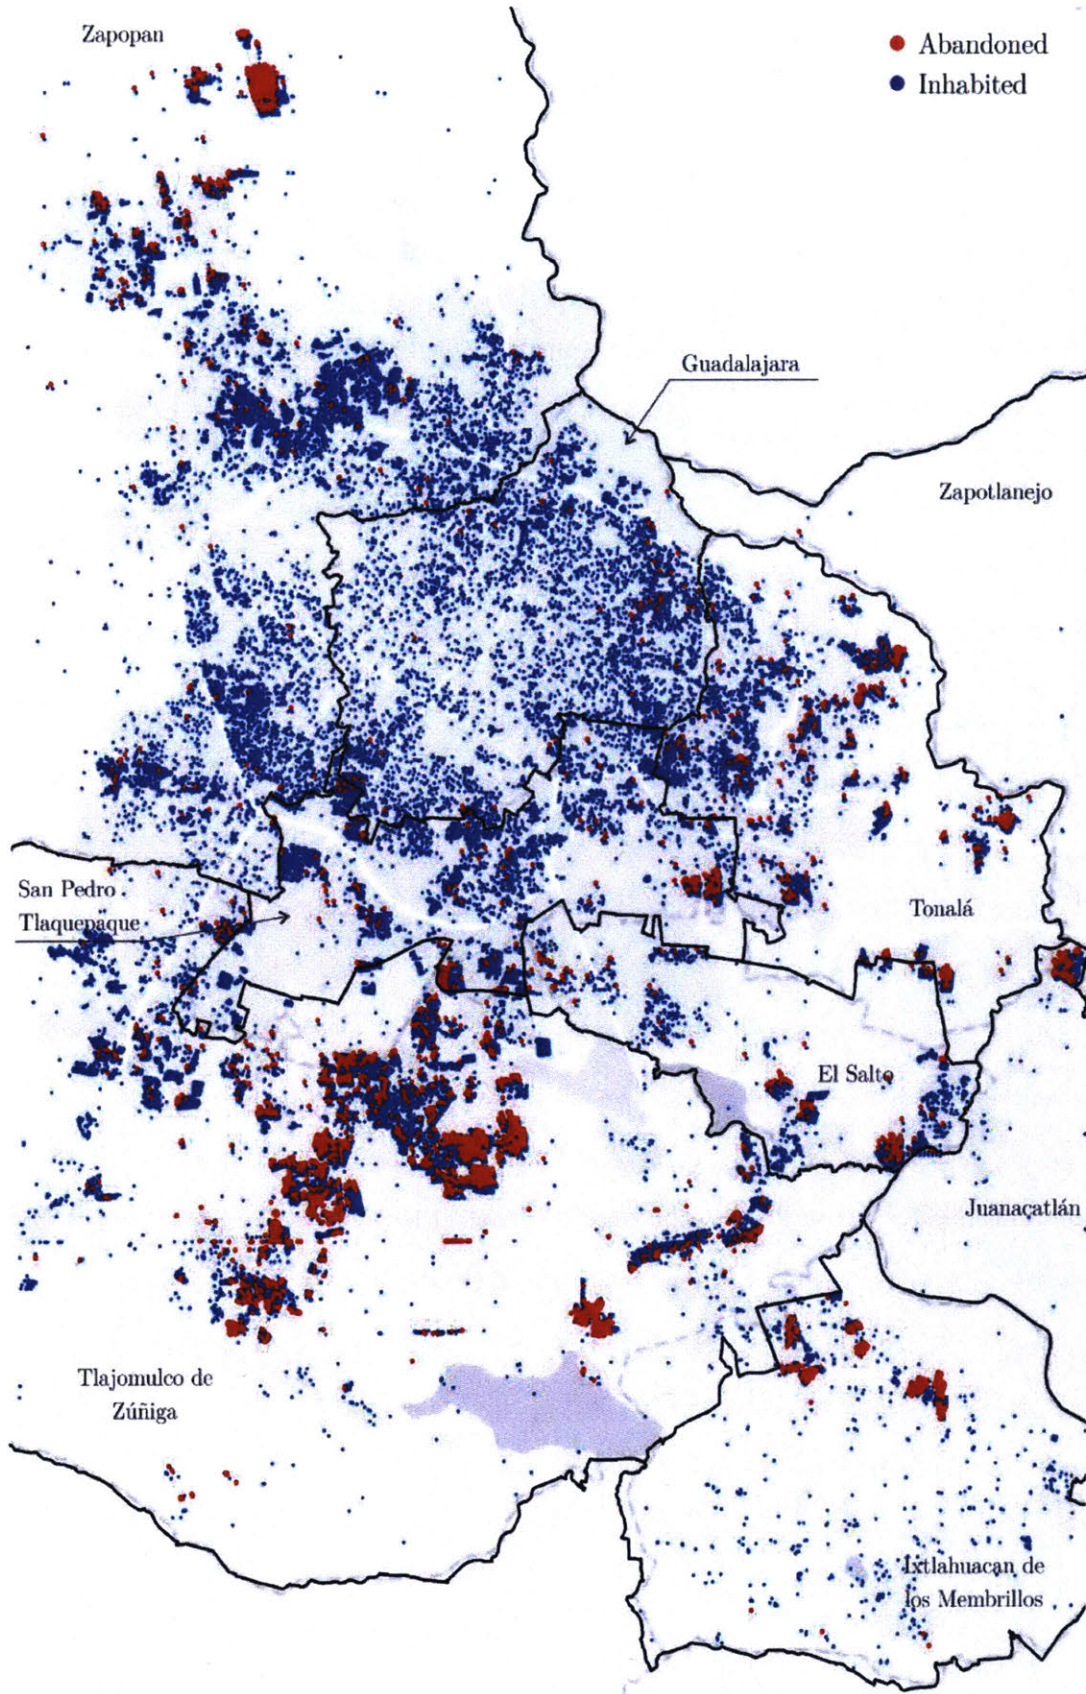 Zapopan
Abandoned
Inhabited
Guadalajara
Zapotlanejo
San Pedro
Tlaquepaque
Tonalá
El Salto
Juanacatlán
Tlajomulco de
Zúñiga
Ixtlahuacan de
los Membrillos